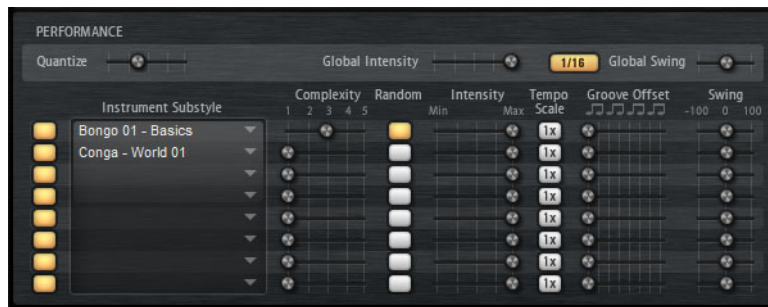 PERFORMANCE
Quantize Global Intensity 1/16 Global Swing
Complexity Random Intensity Tempo Scale Groove Offset Swing
Instrument Substyle 1 2 3 4 5 Min Max -100 0 100
Bongo 01 - Basics 1x
Conga - World 01 1x
1x
1x
1x
1x
1x
1x